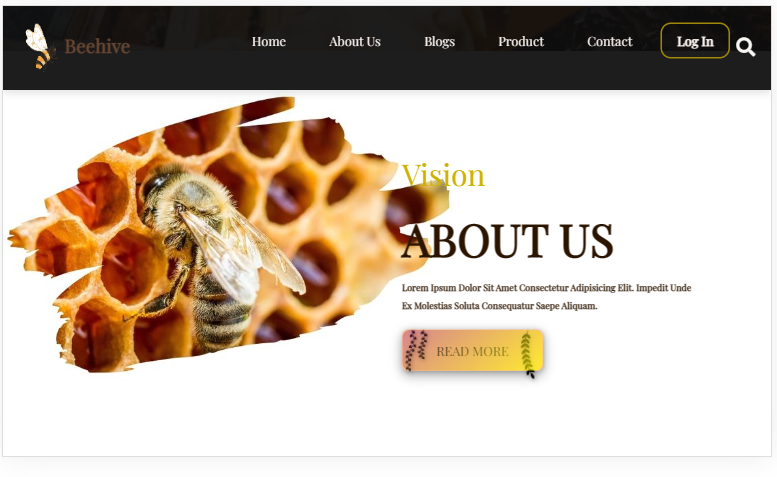 Beehive
Home About Us Blogs Product Contact Log In
Vision
ABOUT US
Lorem Ipsum Dolor Sit Amet Consectetur Adipisicing Elit. Impedit Unde
Ex Molestias Soluta Consequatur Saepe Aliquam.
READ MORE